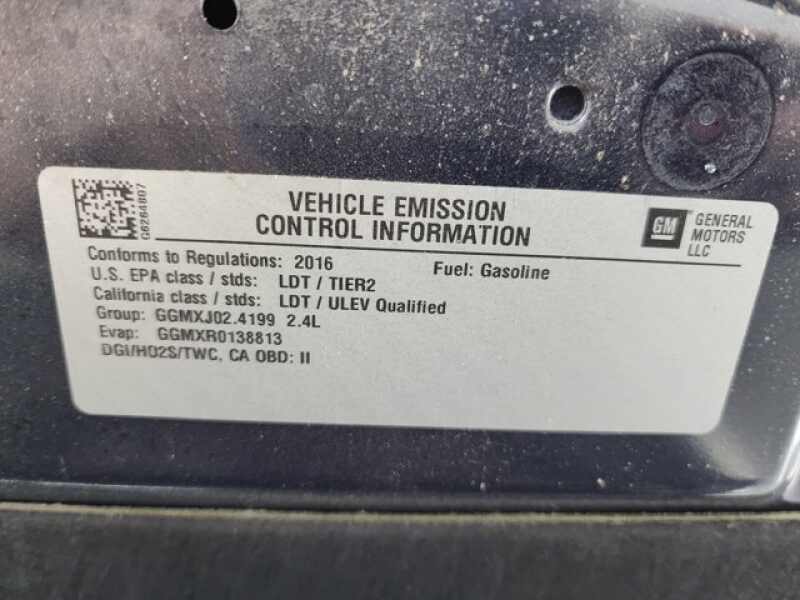 VEHICLE EMISSION
CONTROL INFORMATION
GM GENERAL
MOTORS
LLC
G6264807
Conforms to Regulations: 2016 Fuel: Gasoline
U.S. EPA class / stds: LDT / TIER2
California class / stds: LDT / ULEV Qualified
Group: GGMXJ02.4199 2.4L
Evap: GGMXR0138813
DGI/HO2S/TWC, CA OBD: II